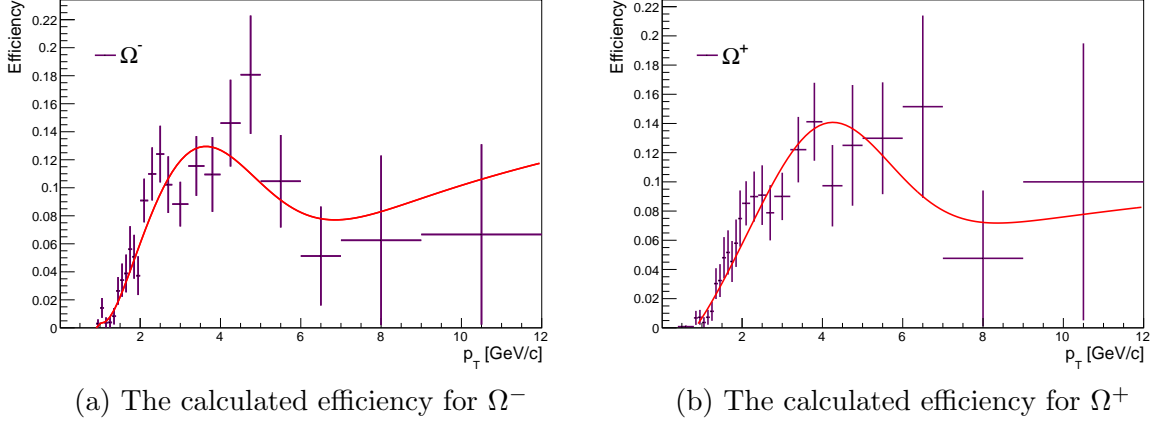 Efficiency
0.22
0.2
0.18
0.16
0.14
0.12
0.1
0.08
0.06
0.04
0.02
0
Ω-
2 4 6 8 10 12
p_T [GeV/c]
(a) The calculated efficiency for Ω−
Efficiency
0.22
0.2
0.18
0.16
0.14
0.12
0.1
0.08
0.06
0.04
0.02
0
Ω+
2 4 6 8 10 12
p_T [GeV/c]
(b) The calculated efficiency for Ω+